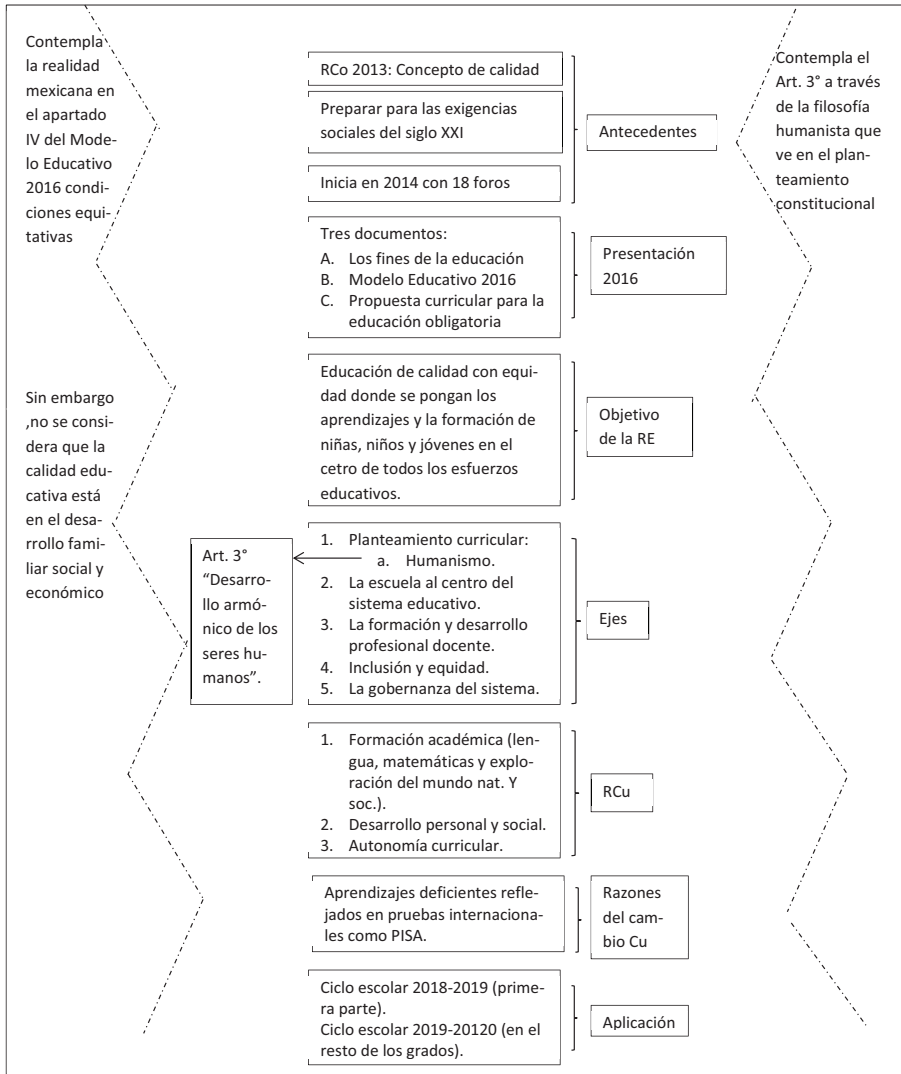 Contempla
la realidad
mexicana en
el apartado
IV del Mode-
lo Educativo
2016 condi-
ciones equi-
tativas
Sin embargo
,no se consi-
dera que la
calidad edu-
cativa está
en el desa-
rrollo fami-
liar social y
económico
Art. 3°
“Desarro-
llo armó-
nico de los
seres hu-
manos”.
RCo 2013: Concepto de calidad
Preparar para las exigencias
sociales del siglo XXI
Inicia en 2014 con 18 foros
Antecedentes
Tres documentos:
A. Los fines de la educación
B. Modelo Educativo 2016
C. Propuesta curricular para la
educación obligatoria
Presentación
2016
Educación de calidad con equi-
dad donde se pongan los
aprendizajes y la formación de
niñas, niños y jóvenes en el
cetro de todos los esfuerzos
educativos.
Objetivo
de la RE
1. Planteamiento curricular:
a. Humanismo.
2. La escuela al centro del
sistema educativo.
3. La formación y desarrollo
profesional docente.
4. Inclusión y equidad.
5. La gobernanza del sistema.
Ejes
1. Formación académica (len-
gua, matemáticas y explo-
ración del mundo nat. Y
soc.).
2. Desarrollo personal y social.
3. Autonomía curricular.
RCu
Aprendizajes deficientes refle-
jados en pruebas internaciona-
les como PISA.
Razones
del cam-
bio Cu
Ciclo escolar 2018-2019 (prime-
ra parte).
Ciclo escolar 2019-20120 (en el
resto de los grados).
Aplicación
Contempla el
Art. 3° a través
de la filosofía
humanista que
ve en el plan-
teamiento
constitucional